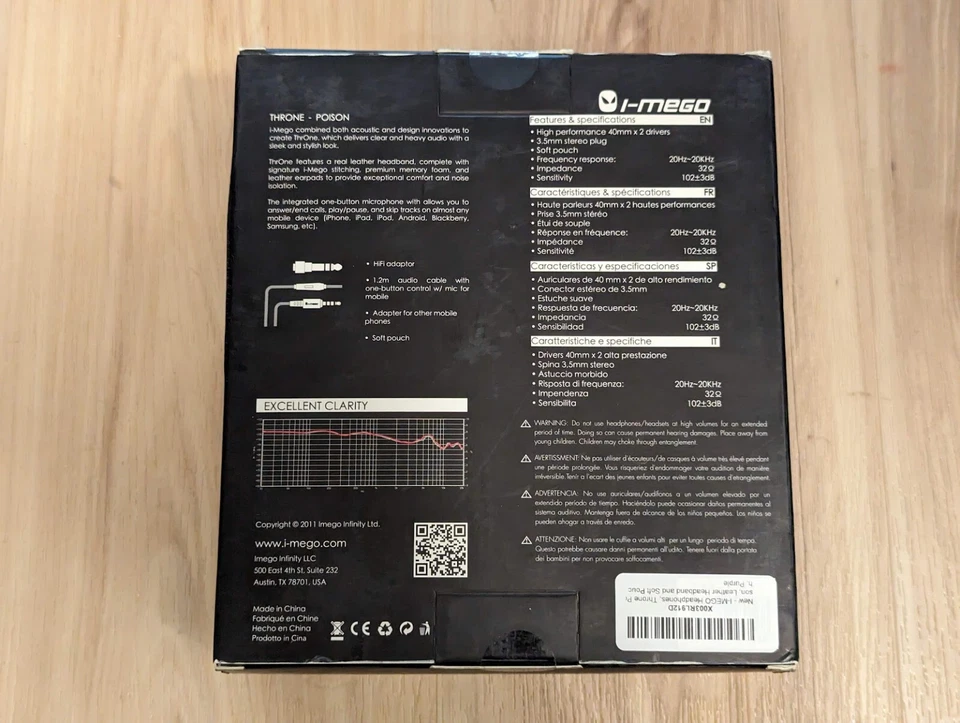 THRONE - POISON
i-Mego combined both acoustic and design innovations to
create ThrOne, which delivers clear and heavy audio with a
sleek and stylish look.
ThrOne features a real leather headband, complete with
signature i-Mego stitching, premium memory foam, and
leather earpads to provide exceptional comfort and noise
isolation.
The integrated one-button microphone with allows you to
answer/end calls, play/pause, and skip tracks on almost any
mobile device (iPhone, iPad, iPod, Android, Blackberry,
Samsung, etc).
• HiFi adaptor
• 1.2m audio cable with
one-button control w/ mic for
mobile
• Adapter for other mobile
phones
• Soft pouch
EXCELLENT CLARITY
Copyright © 2011 Imego Infinity Ltd.
www.i-mego.com
Imego Infinity LLC
500 East 4th St. Suite 232
Austin, TX 78701, USA
Made in China
Fabriqué en Chine
Hecho en China
Prodotto in Cina
CE
i-mego
Features & specifications EN
• High performance 40mm x 2 drivers
• 3.5mm stereo plug
• Soft pouch
• Frequency response: 20Hz~20KHz
• Impedance 32Ω
• Sensitivity 102±3dB
Caractéristiques & spécifications FR
• Haute parleurs 40mm x 2 hautes performances
• Prise 3.5mm stéréo
• Étui de souple
• Réponse en fréquence: 20Hz~20KHz
• Impédance 32Ω
• Sensitivité 102±3dB
Caracteristicas y especificaciones SP
• Auriculares de 40 mm x 2 de alto rendimiento
• Conector estéreo de 3.5mm
• Estuche suave
• Respuesta de frecuencia: 20Hz~20KHz
• Impedancia 32Ω
• Sensibilidad 102±3dB
Caratteristiche e specifiche IT
• Drivers 40mm x 2 alta prestazione
• Spina 3,5mm stereo
• Astuccio morbido
• Risposta di frequenza: 20Hz~20KHz
• Impendenza 32Ω
• Sensibilita 102±3dB
WARNING: Do not use headphones/headsets at high volumes for an extended
period of time. Doing so can cause permanent hearing damages. Place away from
young children. Children may choke through entanglement.
AVERTISSMENT: Ne pas utiliser d'écouteurs/de casques à volume très élevé pendant
une période prolongée. Vous risqueriez d'endommoger votre audition de manière
irréversible.Tenir a l'ecart des jeunes enfants pour eviter toutes causes d'etranglement.
ADVERTENCIA: No use auriculares/audífonos a un volumen elevado por un
extendido período de tiempo. Haciéndolo puede ocasionar daños permanentes al
sistema auditivo. Mantenga fuera de alcance de los niños pequeños. Los niños se
pueden ahogar a través de enredo.
ATTENZIONE: Non usare le cuffie a volumi alti per un lungo periodo di tempo.
Questo potrebbe causare danni permanenti all'udito. Tenere fuori dalla portata
dei bambini per non provocare soffocamenti.
X003RL912D
New - I-MEGO Headphones, Throne Poi
son, Leather Headband and Soft Pouc
h, Purple